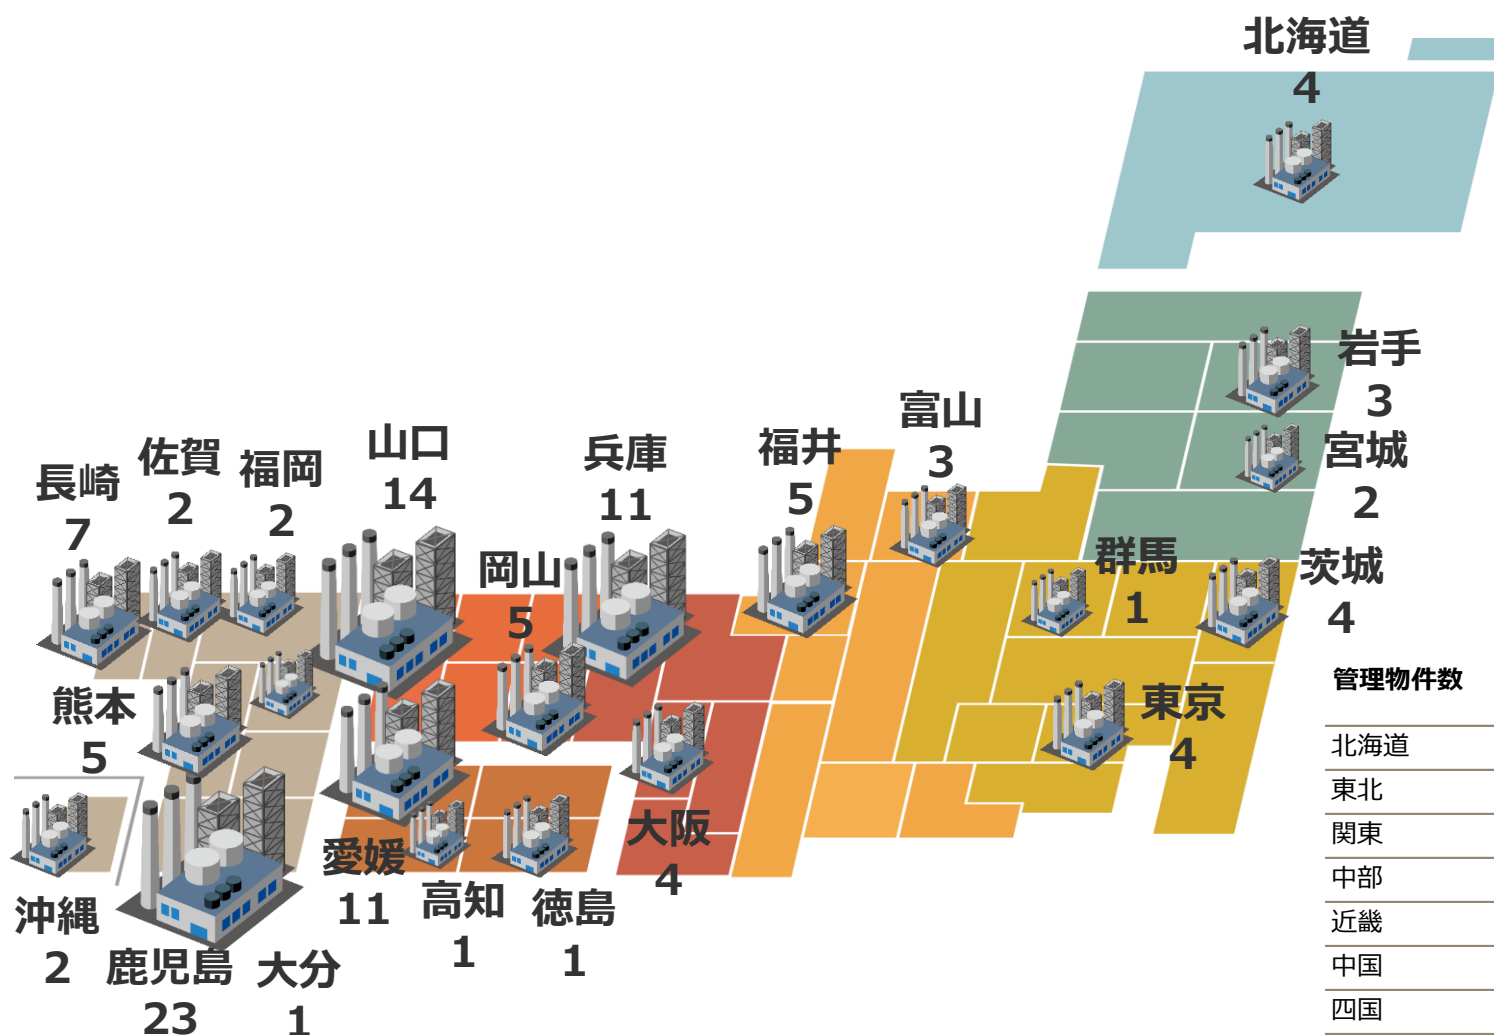 北海道
4
岩手
3
宮城
2
富山
3
福井
5
兵庫
11
山口
14
福岡
2
佐賀
2
長崎
7
岡山
5
群馬
1
茨城
4
東京
4
熊本
5
大阪
4
愛媛
11
高知
1
徳島
1
沖縄
2
鹿児島
23
大分
1
管理物件数
北海道
東北
関東
中部
近畿
中国
四国